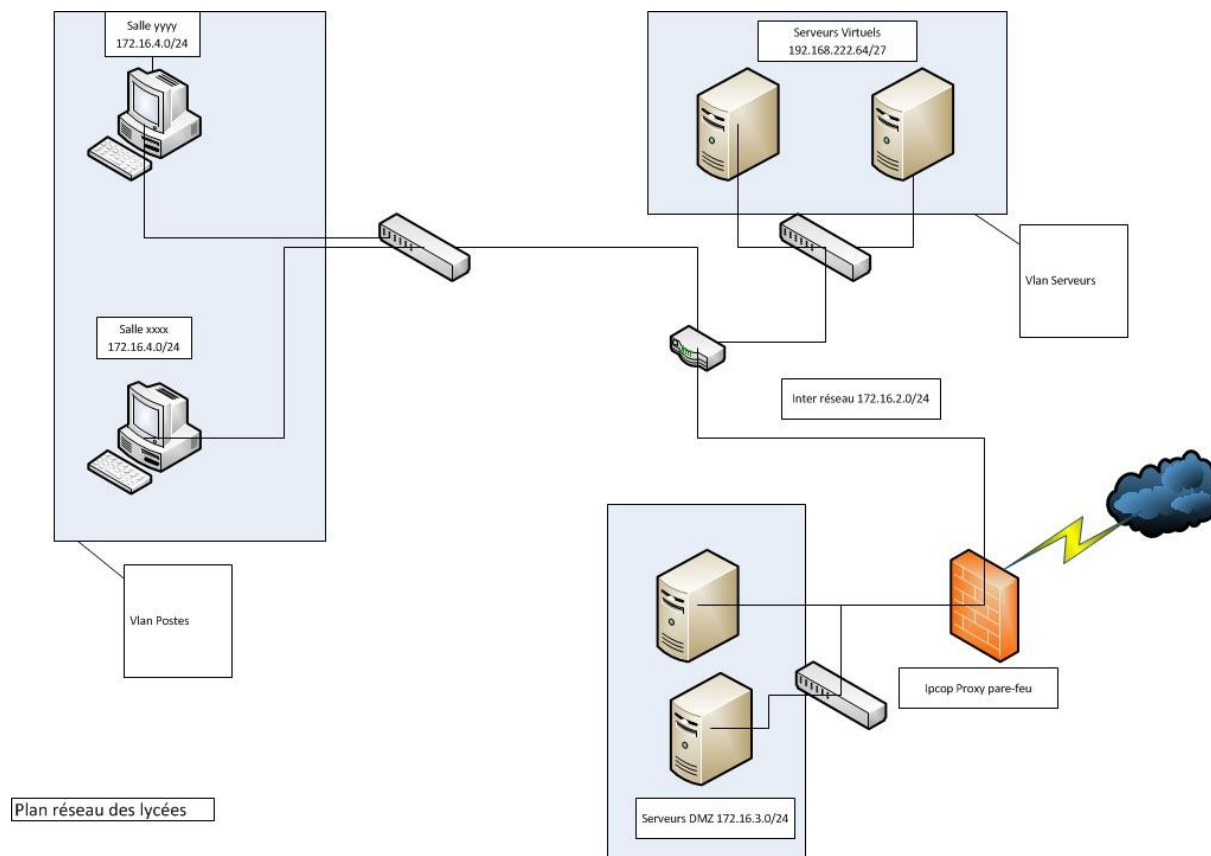 Salle yyyy
172.16.4.0/24
Serveurs Virtuels
192.168.222.64/27
Vlan Serveurs
Salle xxxx
172.16.4.0/24
Inter réseau 172.16.2.0/24
Vlan Postes
Ipcop Proxy pare-feu
Plan réseau des lycées
Serveurs DMZ 172.16.3.0/24